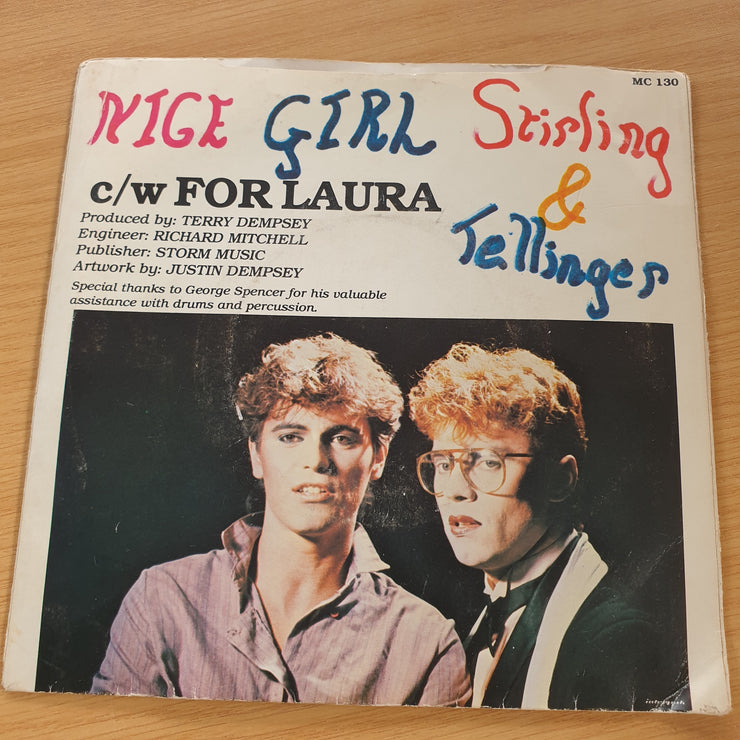 MC 130
NICE GIRL Stirling
&
Tellinger
c/w FOR LAURA
Produced by: TERRY DEMPSEY
Engineer: RICHARD MITCHELL
Publisher: STORM MUSIC
Artwork by: JUSTIN DEMPSEY
Special thanks to George Spencer for his valuable
assistance with drums and percussion.